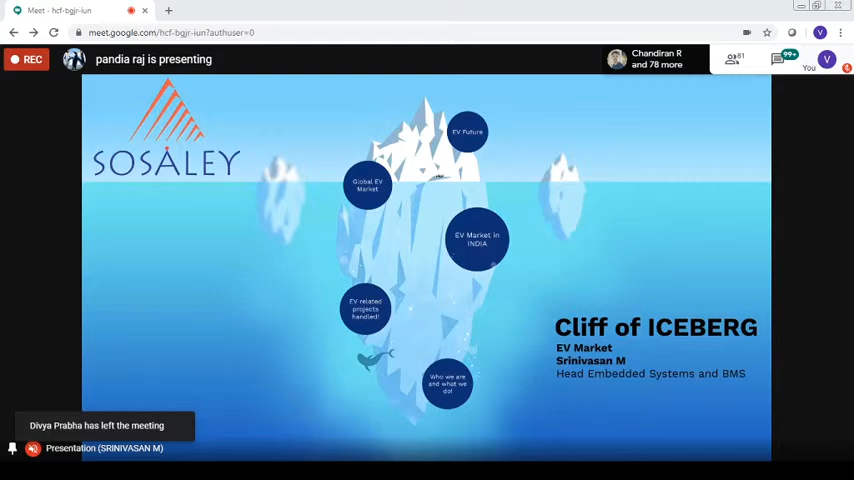 Meet - hcf-bgjr-iun
meet.google.com/hcf-bgjr-iun?authuser=0
V
REC
pandia raj is presenting
Chandiran R
and 78 more
81
99+
You
V
SOSALEY
EV Future
Global EV
Market
EV Market in
INDIA
EV related
projects
handled!
Who we are
and what we
do!
Cliff of ICEBERG
EV Market
Srinivasan M
Head Embedded Systems and BMS
Divya Prabha has left the meeting
Presentation (SRINIVASAN M)